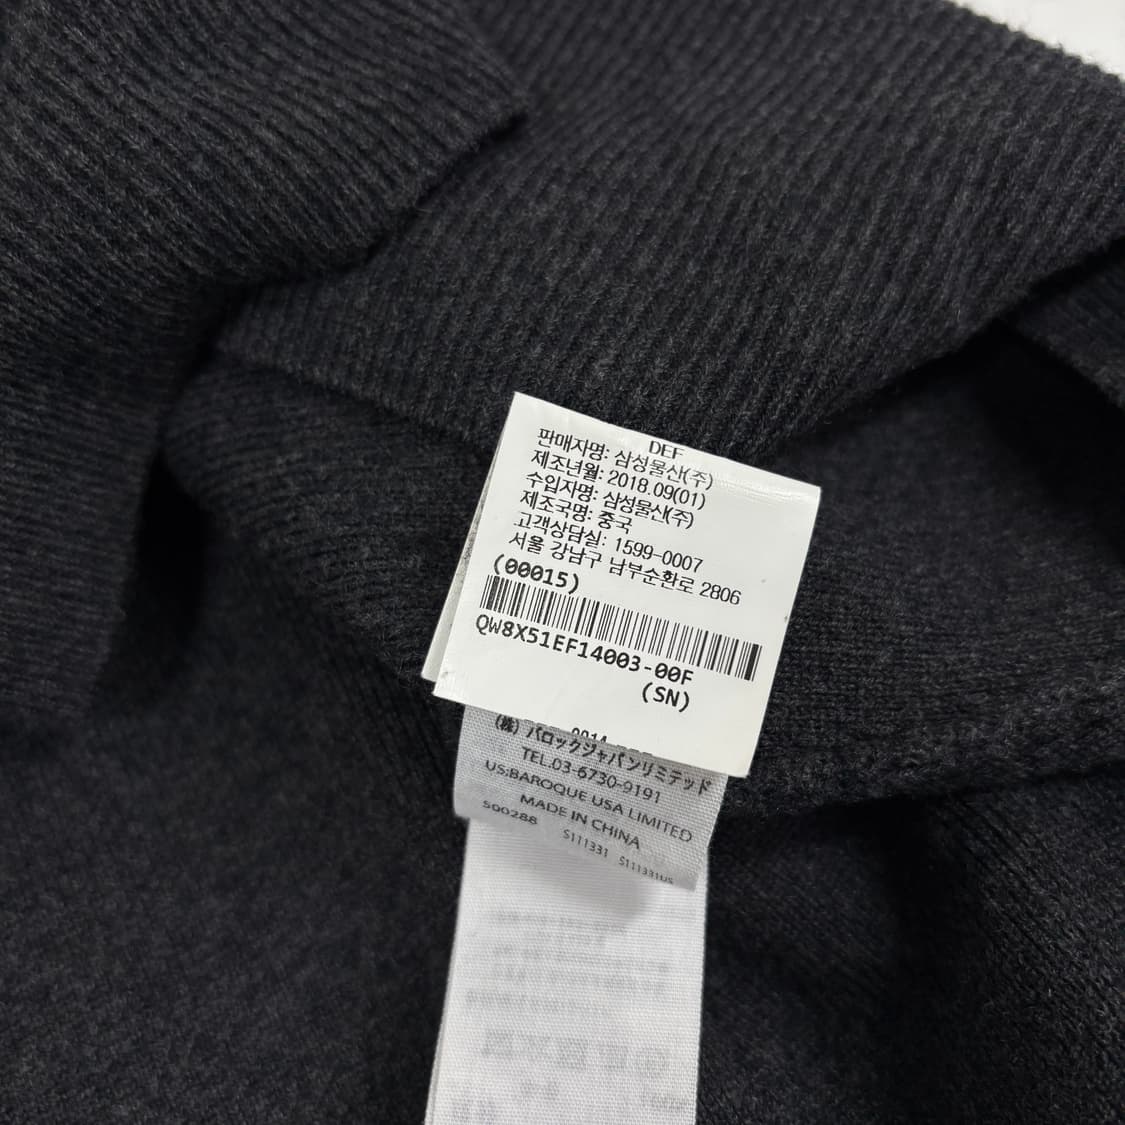 DEF
판매자명: 삼성물산(주)
제조년월: 2018.09(01)
수입자명: 삼성물산(주)
제조국명: 중국
고객상담실: 1599-0007
서울 강남구 남부순환로 2806
(00015)
QW8X51EF14003-00F
(SN)
(株) バロックジャパンリミテッド
TEL.03-6730-9191
US;BAROQUE USA LIMITED
MADE IN CHINA
500288 S111331 S111331US